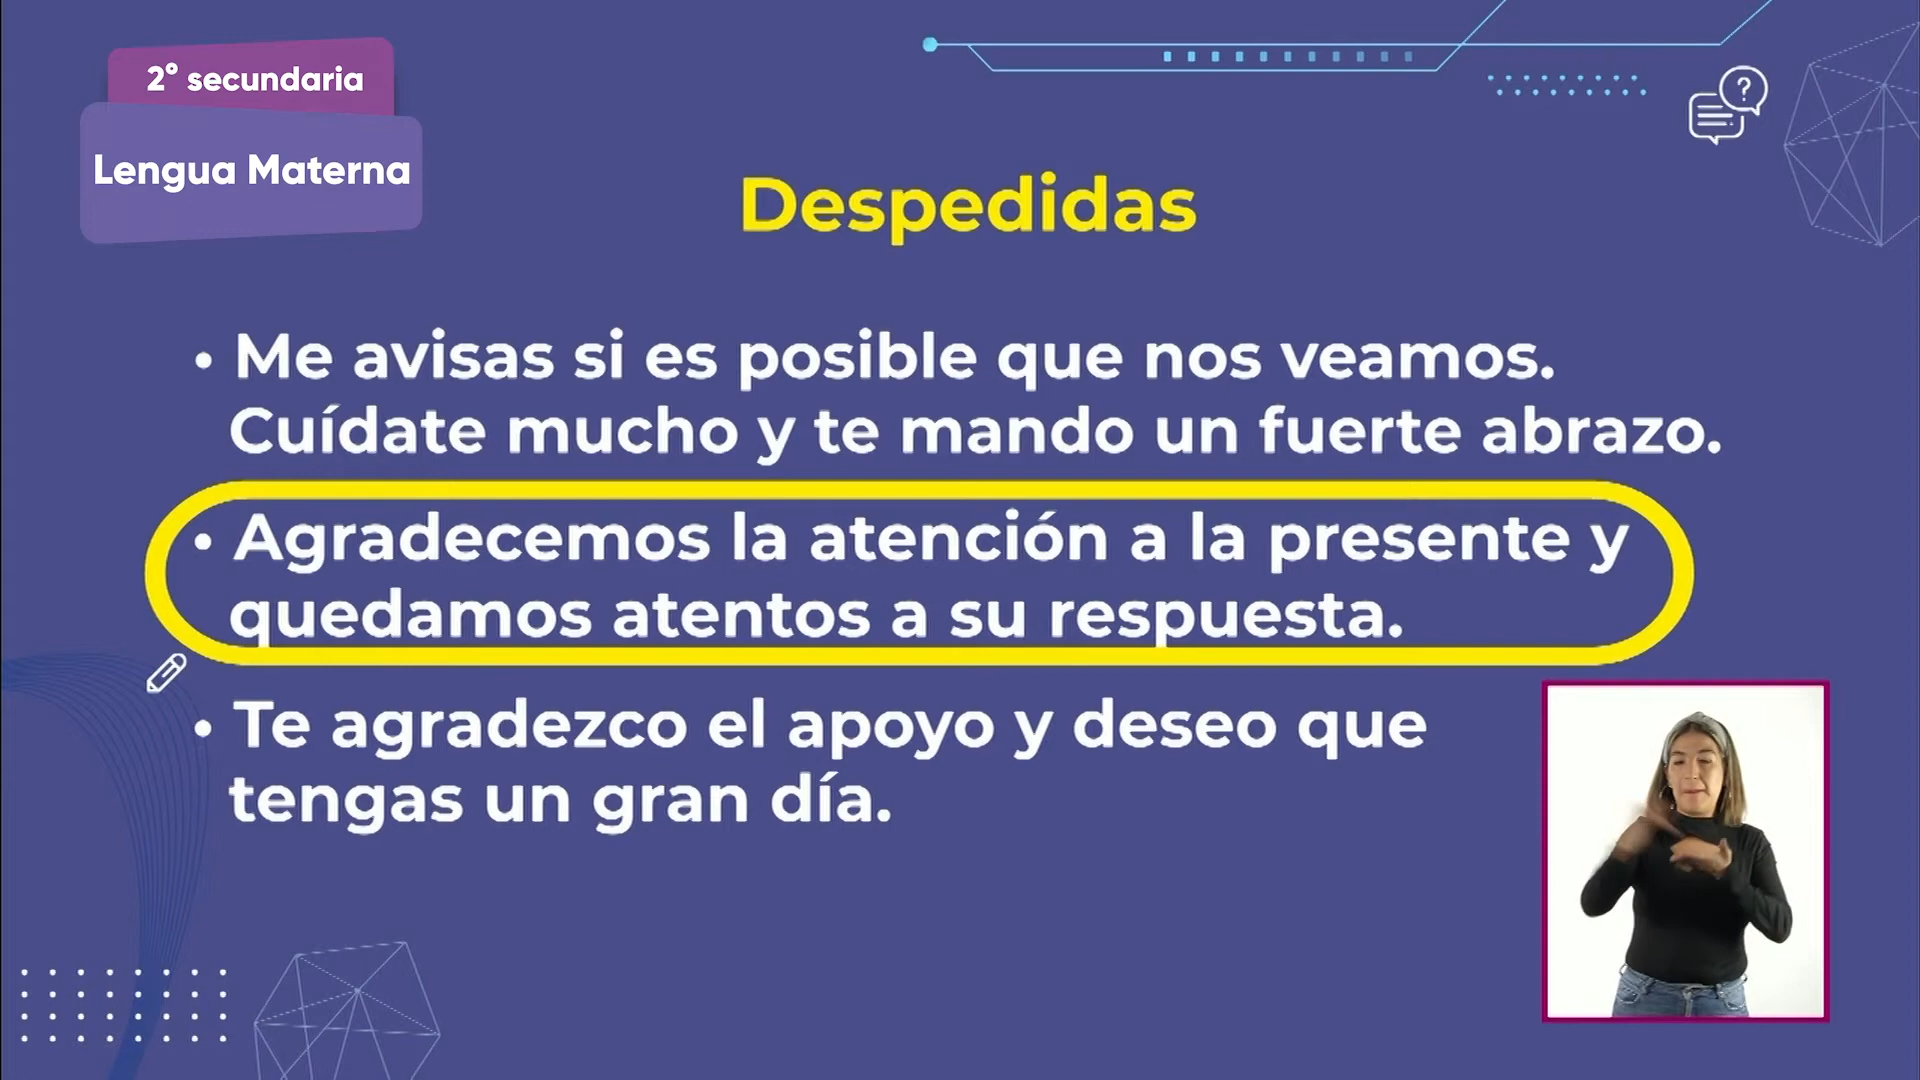 2° secundaria
Lengua Materna
?
Despedidas
• Me avisas si es posible que nos veamos.
Cuídate mucho y te mando un fuerte abrazo.
• Agradecemos la atención a la presente y
quedamos atentos a su respuesta.
• Te agradezco el apoyo y deseo que
tengas un gran día.